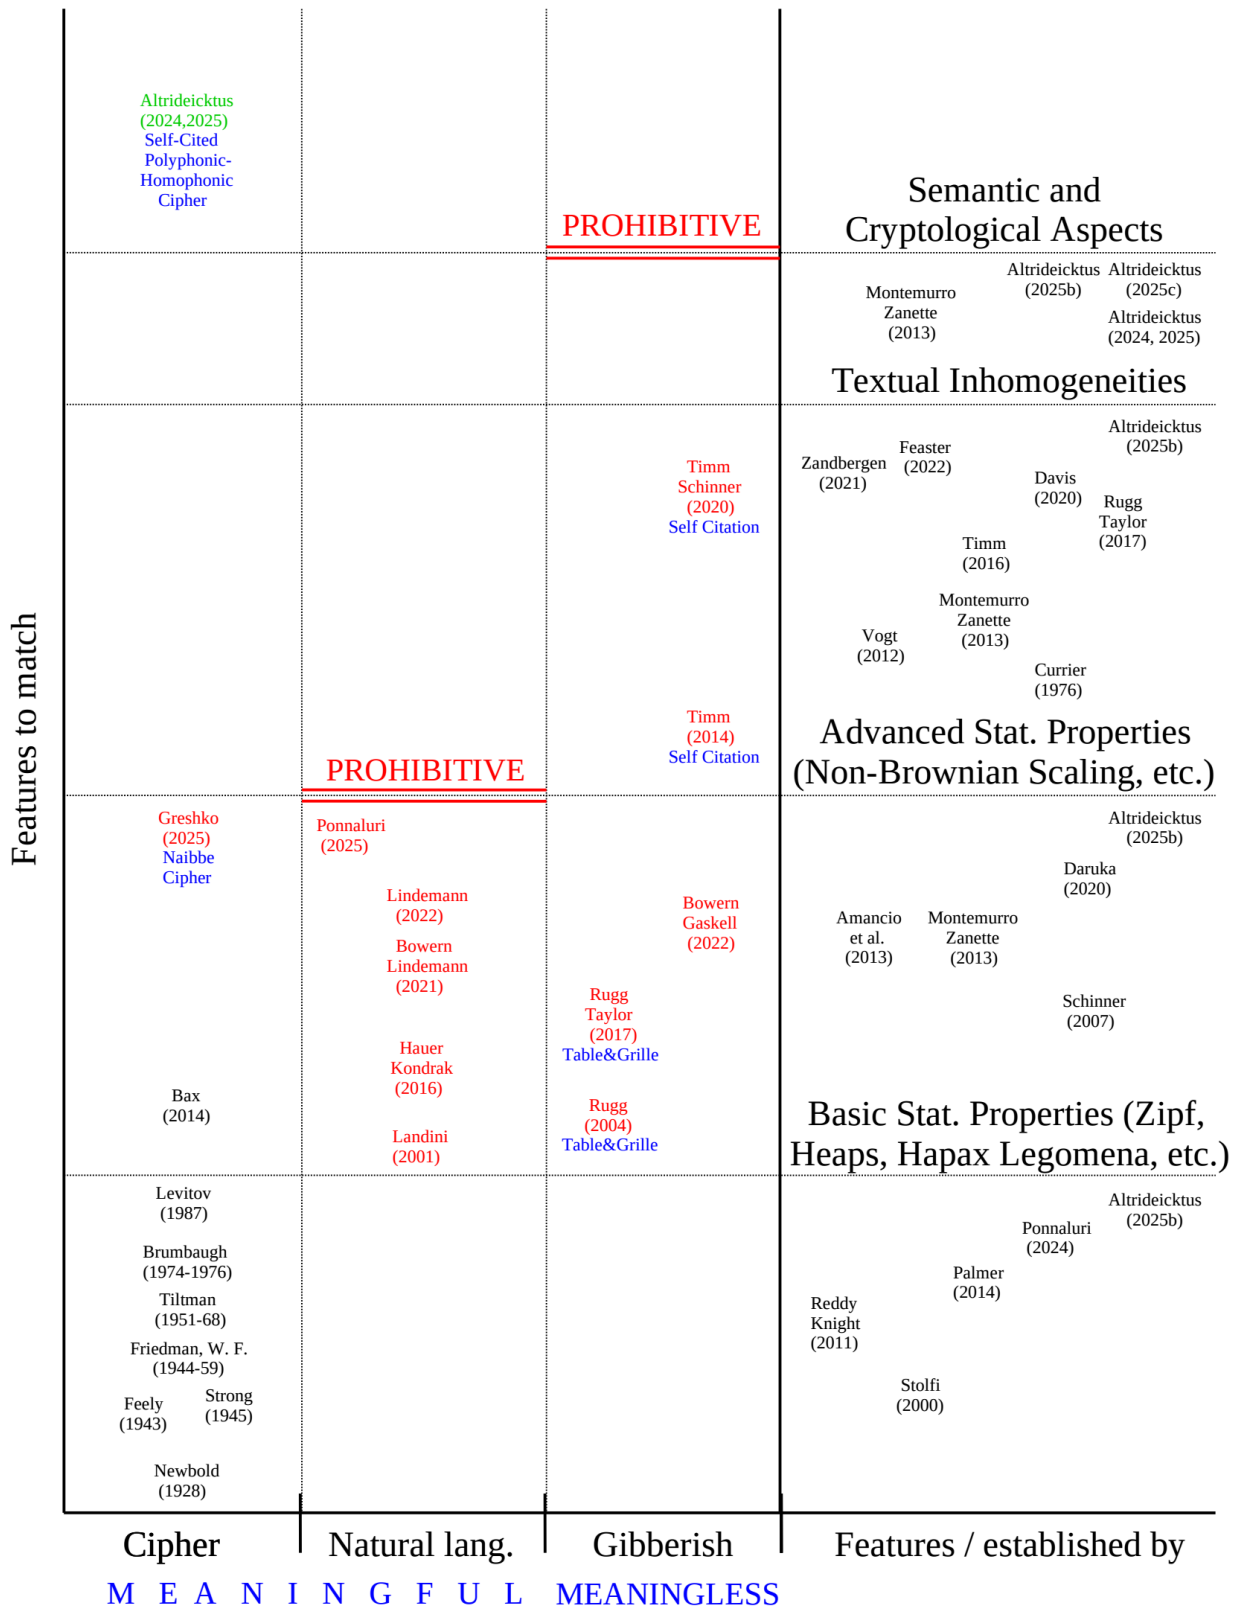 Altrideicktus
(2024,2025)
Self-Cited
Polyphonic-
Homophonic
Cipher
PROHIBITIVE
Semantic and
Cryptological Aspects
Altrideicktus
(2025b)
Altrideicktus
(2025c)
Montemurro
Zanette
(2013)
Altrideicktus
(2024, 2025)
Textual Inhomogeneities
Altrideicktus
(2025b)
Timm
Schinner
(2020)
Self Citation
Zandbergen
(2021)
Feaster
(2022)
Davis
(2020)
Rugg
Taylor
(2017)
Timm
(2016)
Montemurro
Zanette
(2013)
Vogt
(2012)
Currier
(1976)
Timm
(2014)
Self Citation
Advanced Stat. Properties
(Non-Brownian Scaling, etc.)
PROHIBITIVE
Features to match
Greshko
(2025)
Naibbe
Cipher
Ponnaluri
(2025)
Lindemann
(2022)
Bowern
Lindemann
(2021)
Hauer
Kondrak
(2016)
Landini
(2001)
Bax
(2014)
Bowern
Gaskell
(2022)
Rugg
Taylor
(2017)
Table&Grille
Rugg
(2004)
Table&Grille
Altrideicktus
(2025b)
Daruka
(2020)
Amancio
et al.
(2013)
Montemurro
Zanette
(2013)
Schinner
(2007)
Basic Stat. Properties (Zipf,
Heaps, Hapax Legomena, etc.)
Levitov
(1987)
Brumbaugh
(1974-1976)
Tiltman
(1951-68)
Friedman, W. F.
(1944-59)
Feely
(1943)
Strong
(1945)
Newbold
(1928)
Altrideicktus
(2025b)
Ponnaluri
(2024)
Palmer
(2014)
Reddy
Knight
(2011)
Stolfi
(2000)
Cipher
Natural lang.
Gibberish
Features / established by
M E A N I N G F U L
MEANINGLESS